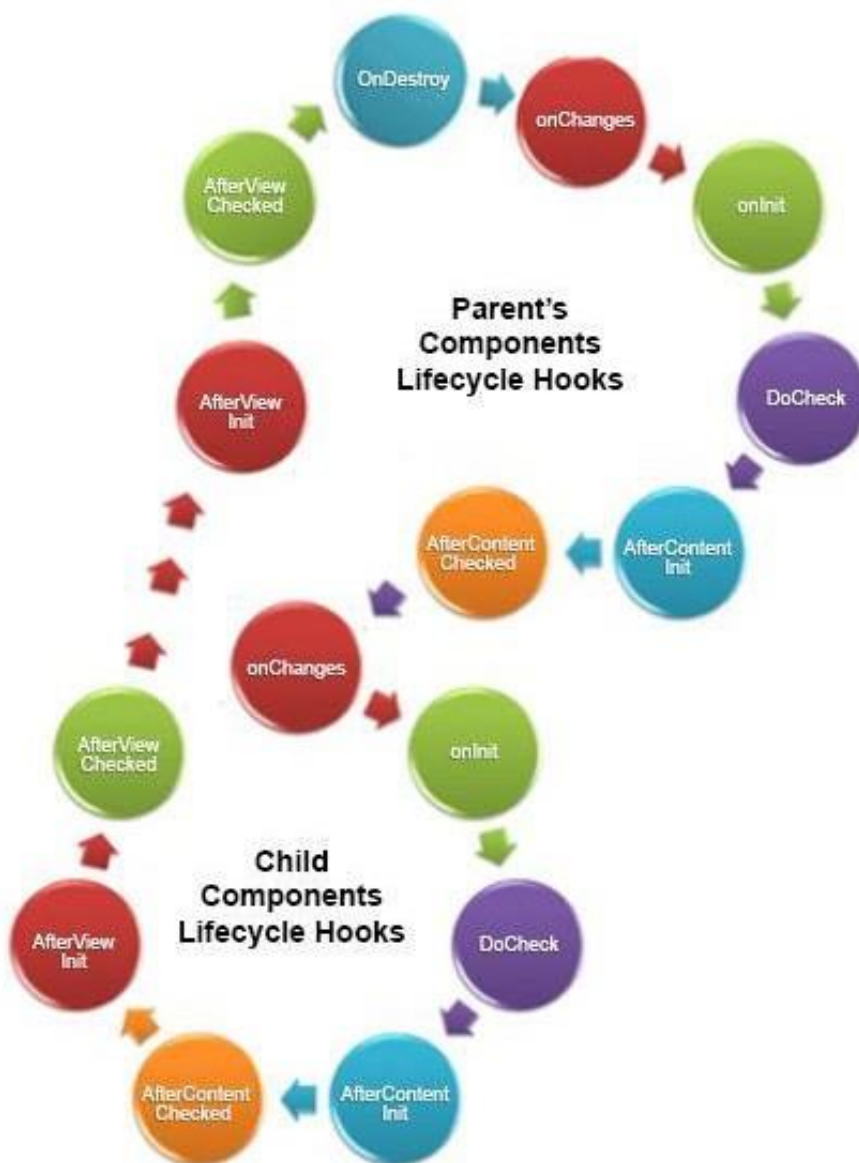 OnDestroy
onChanges
AfterView
Checked
onInit
Parent's
Components
Lifecycle Hooks
AfterView
Init
DoCheck
AfterContent
Checked
AfterContent
Init
onChanges
AfterView
Checked
onInit
Child
Components
Lifecycle Hooks
AfterView
Init
DoCheck
AfterContent
Checked
AfterContent
Init